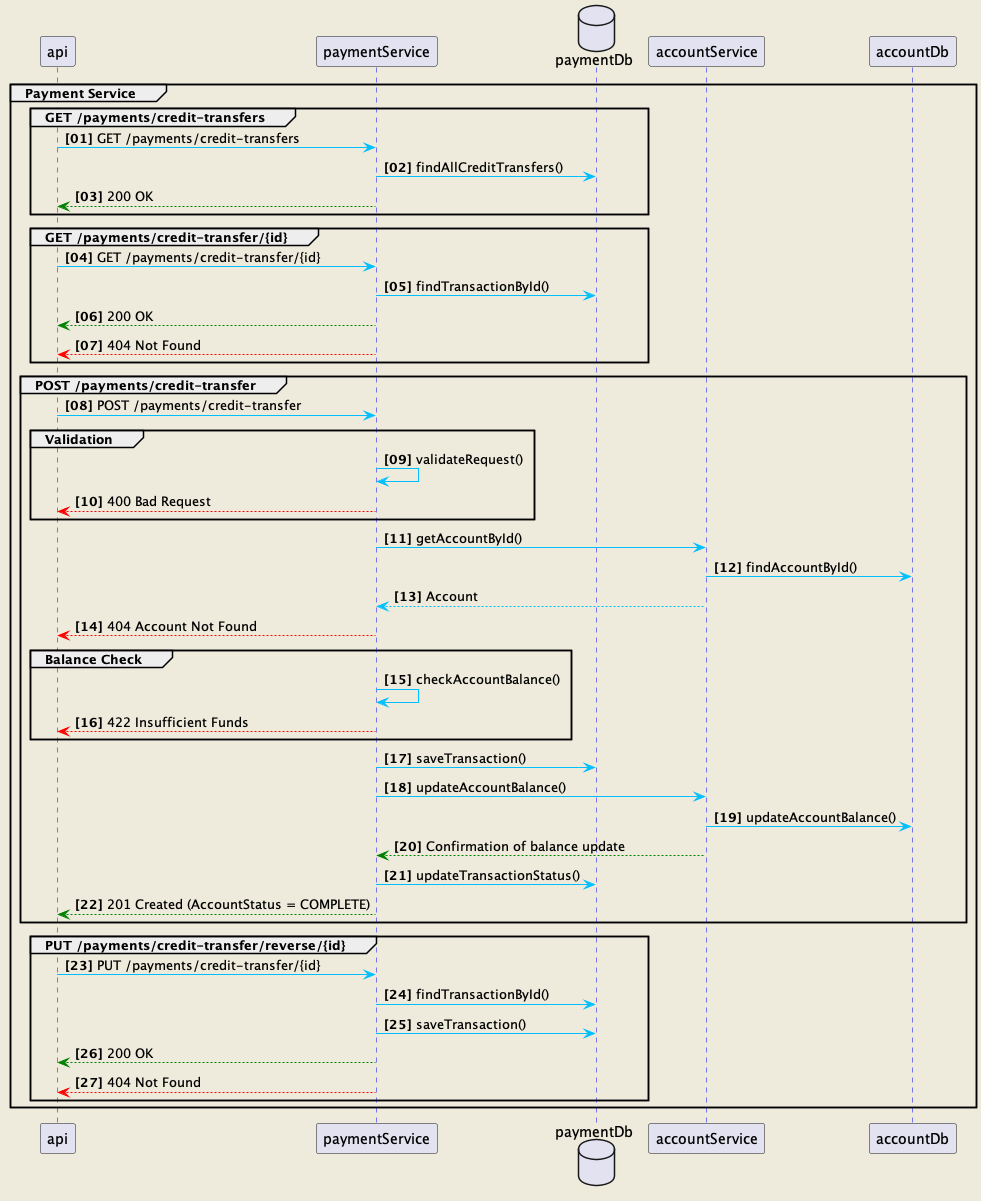 api
paymentService
paymentDb
accountService
accountDb
Payment Service
GET /payments/credit-transfers
[01] GET /payments/credit-transfers
[02] findAllCreditTransfers()
[03] 200 OK
GET /payments/credit-transfer/{id}
[04] GET /payments/credit-transfer/{id}
[05] findTransactionById()
[06] 200 OK
[07] 404 Not Found
POST /payments/credit-transfer
[08] POST /payments/credit-transfer
Validation
[09] validateRequest()
[10] 400 Bad Request
[11] getAccountById()
[12] findAccountById()
[13] Account
[14] 404 Account Not Found
Balance Check
[15] checkAccountBalance()
[16] 422 Insufficient Funds
[17] saveTransaction()
[18] updateAccountBalance()
[19] updateAccountBalance()
[20] Confirmation of balance update
[21] updateTransactionStatus()
[22] 201 Created (AccountStatus = COMPLETE)
PUT /payments/credit-transfer/reverse/{id}
[23] PUT /payments/credit-transfer/{id}
[24] findTransactionById()
[25] saveTransaction()
[26] 200 OK
[27] 404 Not Found
api
paymentService
paymentDb
accountService
accountDb